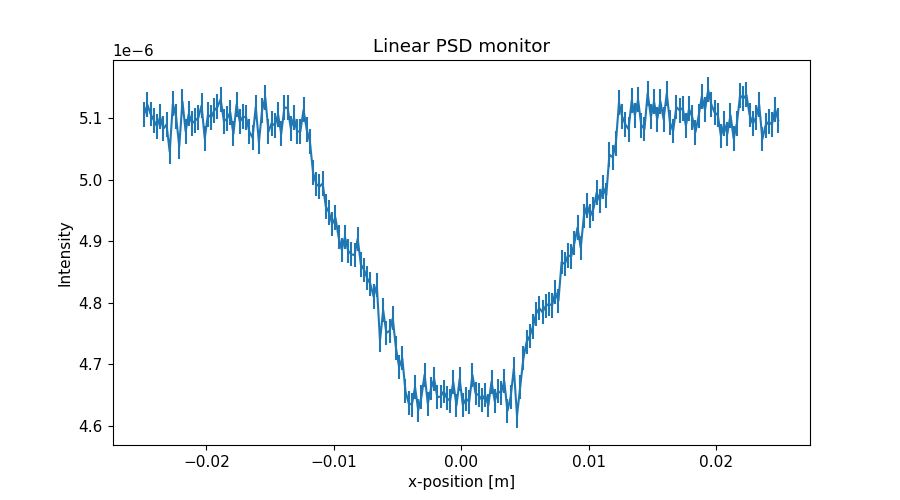 Linear PSD monitor
1e−6
Intensity
5.1
5.0
4.9
4.8
4.7
4.6
−0.02 −0.01 0.00 0.01 0.02
x-position [m]